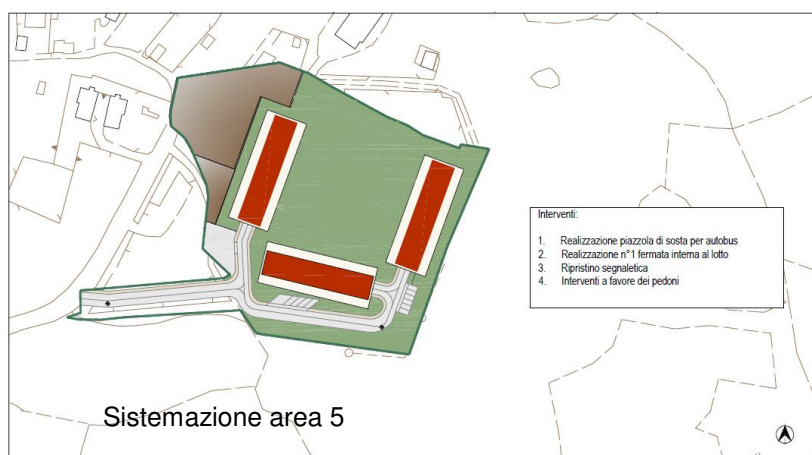 Interventi:
1. Realizzazione piazzola di sosta per autobus
2. Realizzazione n°1 fermata interna al lotto
3. Ripristino segnaletica
4. Interventi a favore dei pedoni
Sistemazione area 5